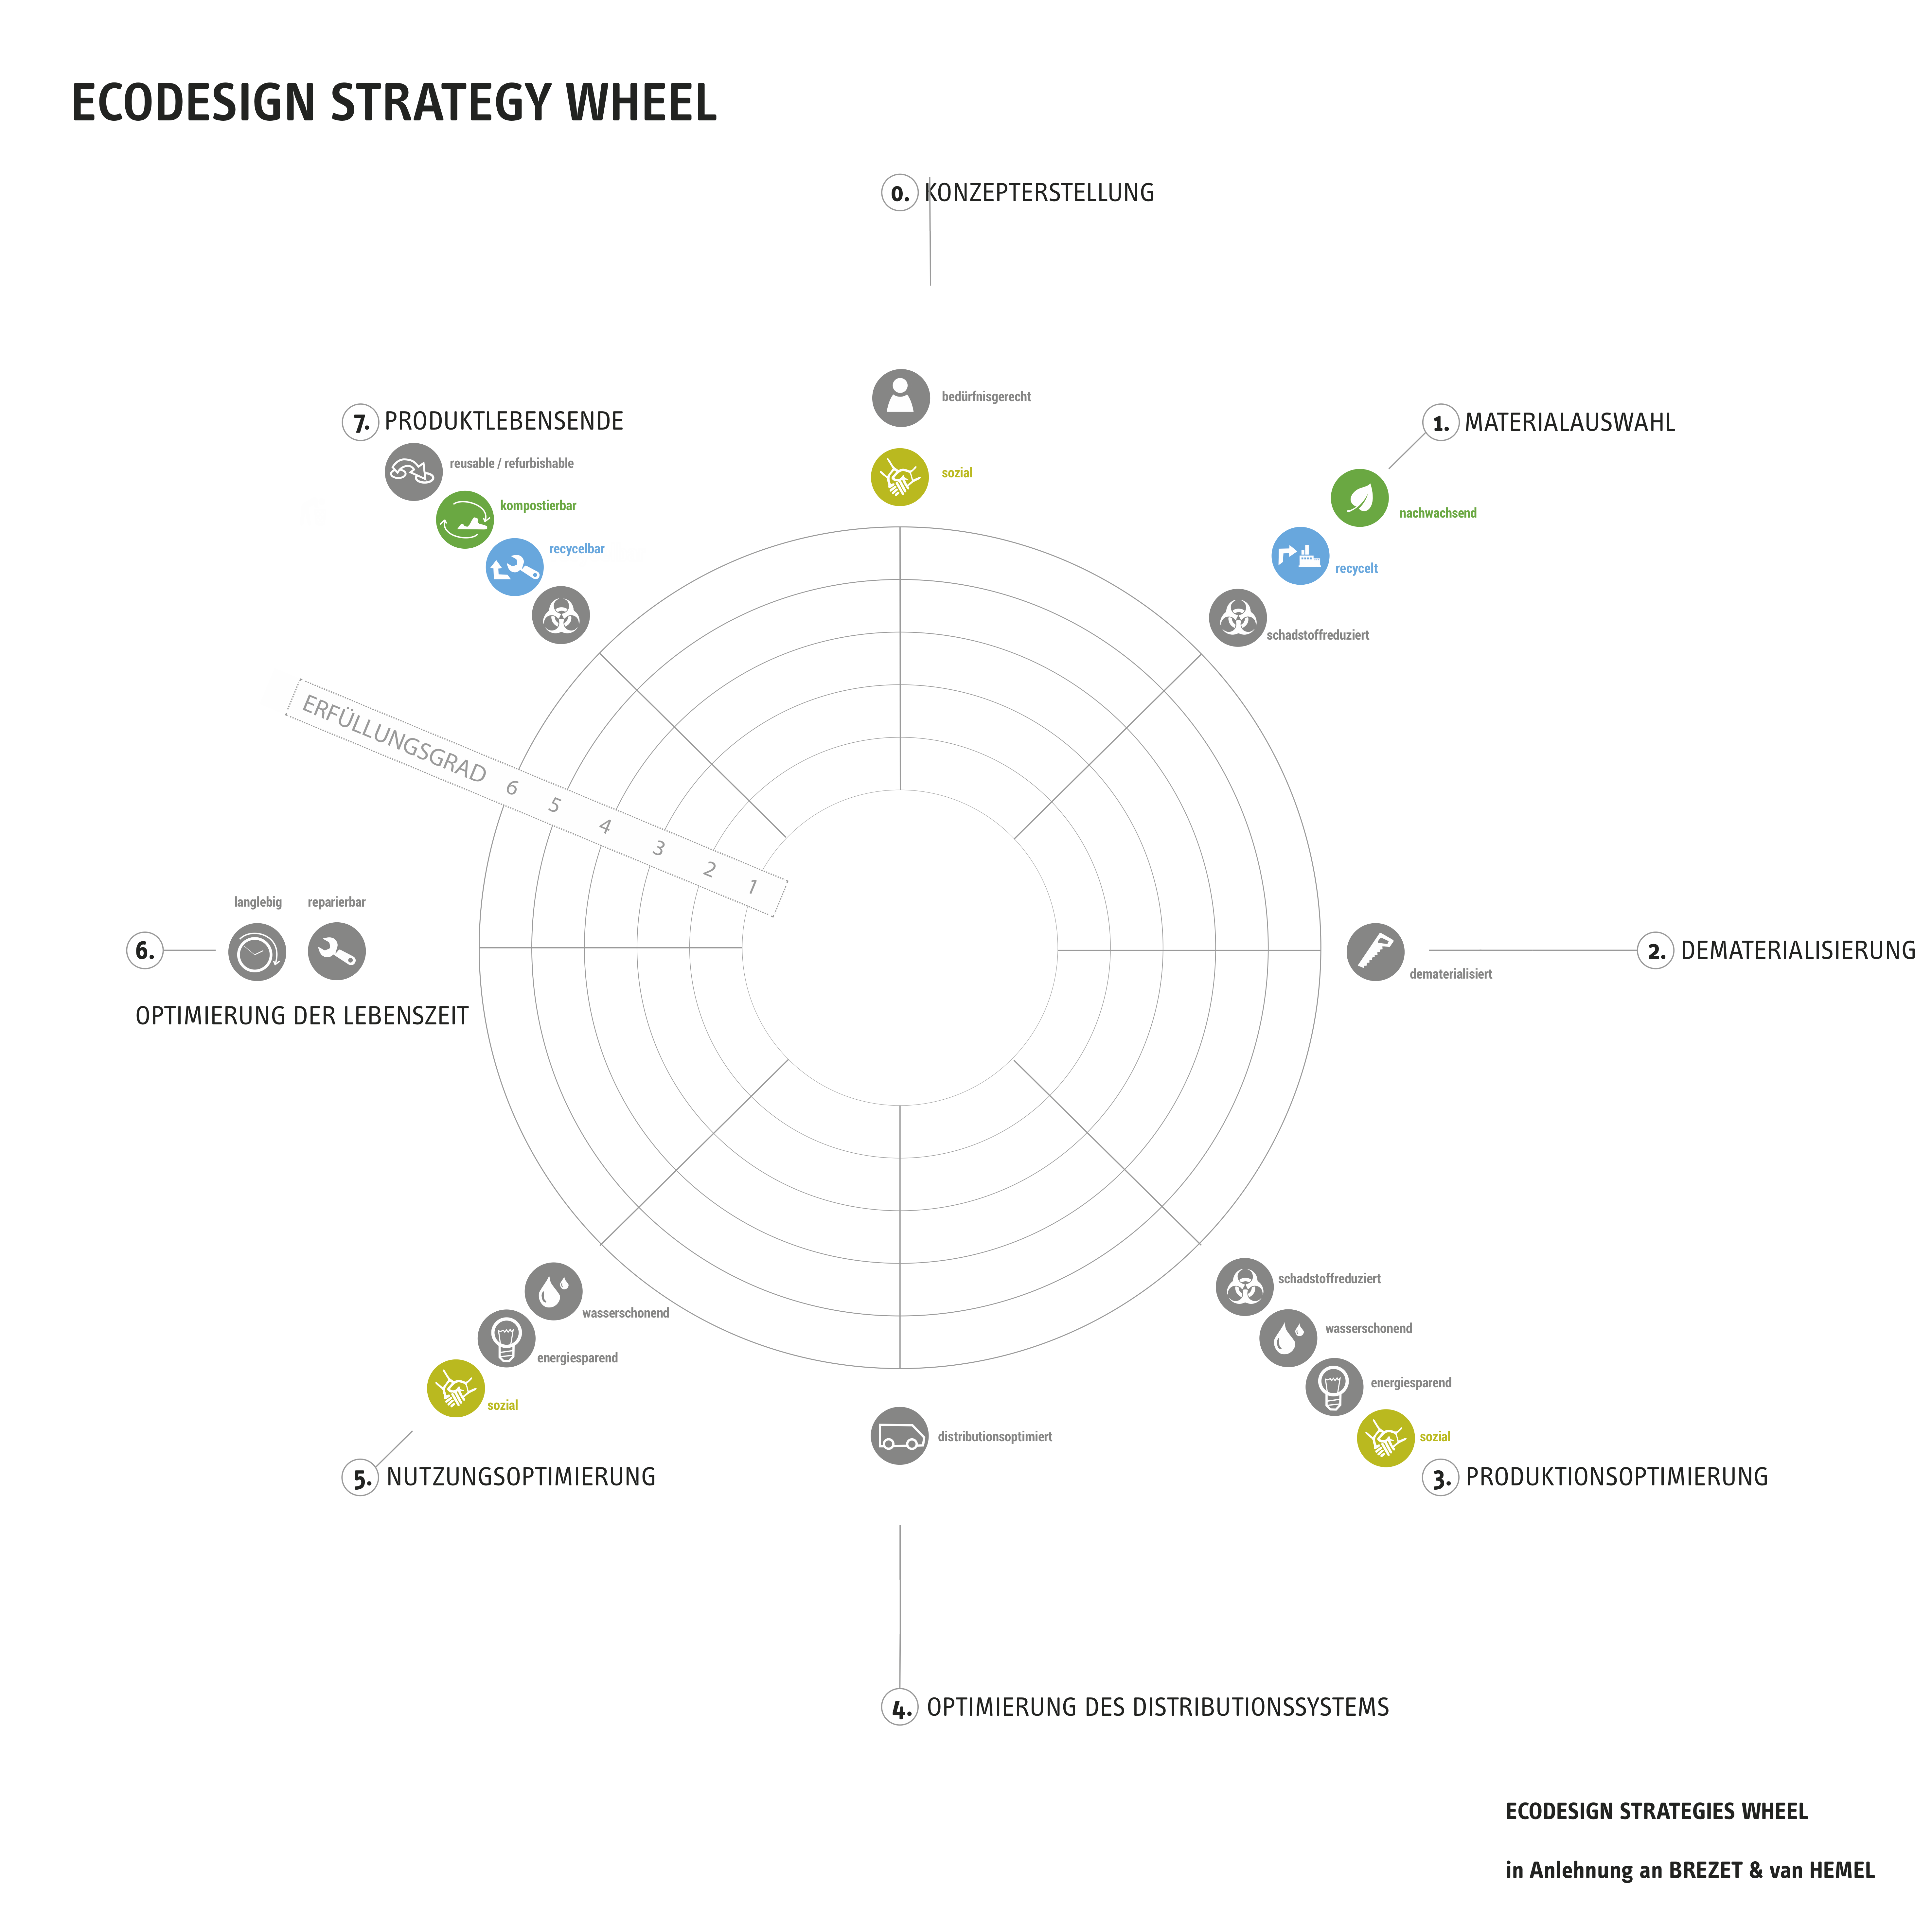 ECODESIGN STRATEGY WHEEL
0. KONZEPTERSTELLUNG
bedürfnisgerecht
sozial
1. MATERIALAUSWAHL
nachwachsend
recycelt
schadstoffreduziert
2. DEMATERIALISIERUNG
dematerialisiert
schadstoffreduziert
wasserschonend
energiesparend
sozial
3. PRODUKTIONSOPTIMIERUNG
distributionsoptimiert
4. OPTIMIERUNG DES DISTRIBUTIONSSYSTEMS
wasserschonend
energiesparend
sozial
5. NUTZUNGSOPTIMIERUNG
langlebig reparierbar
6.
OPTIMIERUNG DER LEBENSZEIT
7. PRODUKTLEBENSENDE
reusable / refurbishable
kompostierbar
recycelbar
ERFÜLLUNGSGRAD 6 5 4 3 2 1
ECODESIGN STRATEGIES WHEEL
in Anlehnung an BREZET & van HEMEL